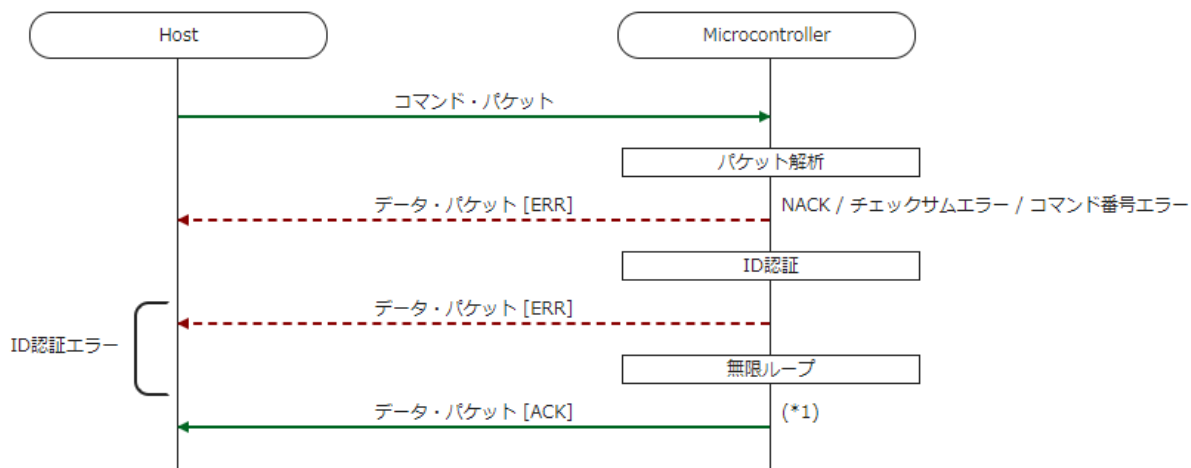 Host
Microcontroller
コマンド・パケット
パケット解析
データ・パケット [ERR]
NACK / チェックサムエラー / コマンド番号エラー
ID認証
データ・パケット [ERR]
ID認証エラー
無限ループ
データ・パケット [ACK]
(*1)